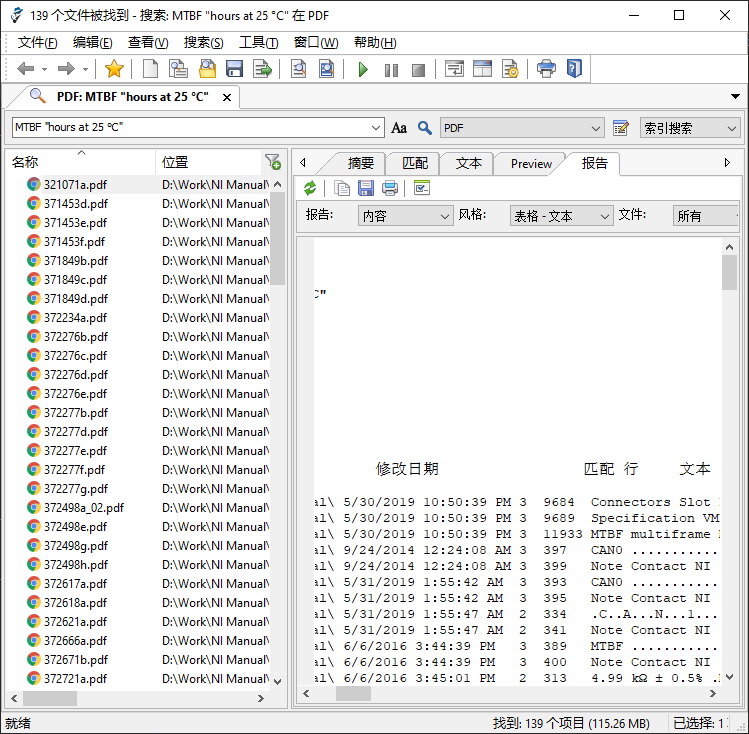 139 个文件被找到 - 搜索: MTBF "hours at 25 °C" 在 PDF
文件(F) 编辑(E) 查看(V) 搜索(S) 工具(T) 窗口(W) 帮助(H)
PDF: MTBF "hours at 25 °C"
MTBF "hours at 25 °C" Aa PDF 索引搜索
名称 位置
321071a.pdf D:\Work\NI Manual\
371453d.pdf D:\Work\NI Manual\
371453e.pdf D:\Work\NI Manual\
371453f.pdf D:\Work\NI Manual\
371849b.pdf D:\Work\NI Manual\
371849c.pdf D:\Work\NI Manual\
371849d.pdf D:\Work\NI Manual\
372234a.pdf D:\Work\NI Manual\
372276b.pdf D:\Work\NI Manual\
372276c.pdf D:\Work\NI Manual\
372276d.pdf D:\Work\NI Manual\
372276e.pdf D:\Work\NI Manual\
372277b.pdf D:\Work\NI Manual\
372277d.pdf D:\Work\NI Manual\
372277e.pdf D:\Work\NI Manual\
372277f.pdf D:\Work\NI Manual\
372277g.pdf D:\Work\NI Manual\
372498a_02.pdf D:\Work\NI Manual\
372498e.pdf D:\Work\NI Manual\
372498g.pdf D:\Work\NI Manual\
372498h.pdf D:\Work\NI Manual\
372617a.pdf D:\Work\NI Manual\
372618a.pdf D:\Work\NI Manual\
372621a.pdf D:\Work\NI Manual\
372666a.pdf D:\Work\NI Manual\
372671b.pdf D:\Work\NI Manual\
372721a.pdf D:\Work\NI Manual\
摘要 匹配 文本 Preview 报告
报告: 内容 风格: 表格 - 文本 文件: 所有
C"
修改日期 匹配 行 文本
al\ 5/30/2019 10:50:39 PM 3 9684 Connectors Slot
al\ 5/30/2019 10:50:39 PM 3 9689 Specification VM
al\ 5/30/2019 10:50:39 PM 3 11933 MTBF multiframe
al\ 9/24/2014 12:24:08 AM 3 397 CAN0 ...........
al\ 9/24/2014 12:24:08 AM 3 399 Note Contact NI
al\ 5/31/2019 1:55:42 AM 3 393 CAN0 ...........
al\ 5/31/2019 1:55:42 AM 3 395 Note Contact NI
al\ 5/31/2019 1:55:47 AM 2 334 .C..A...N...1...
al\ 5/31/2019 1:55:47 AM 2 341 Note Contact NI
al\ 6/6/2016 3:44:39 PM 3 389 MTBF ...........
al\ 6/6/2016 3:44:39 PM 3 400 Note Contact NI
al\ 6/6/2016 3:45:01 PM 2 313 4.99 kΩ ± 0.5% .
就绪 找到: 139 个项目 (115.26 MB) 已选择: 1